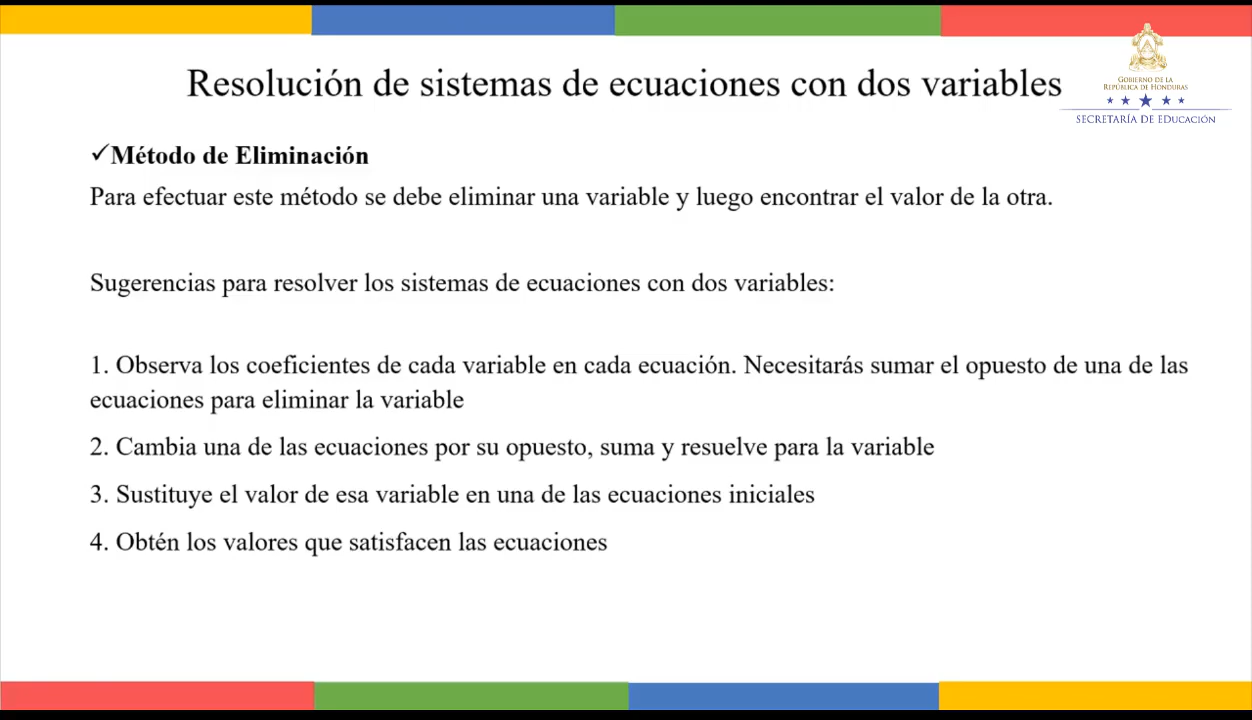 Resolución de sistemas de ecuaciones con dos variables
GOBIERNO DE LA
REPÚBLICA DE HONDURAS
SECRETARÍA DE EDUCACIÓN
✓Método de Eliminación
Para efectuar este método se debe eliminar una variable y luego encontrar el valor de la otra.
Sugerencias para resolver los sistemas de ecuaciones con dos variables:
1. Observa los coeficientes de cada variable en cada ecuación. Necesitarás sumar el opuesto de una de las
ecuaciones para eliminar la variable
2. Cambia una de las ecuaciones por su opuesto, suma y resuelve para la variable
3. Sustituye el valor de esa variable en una de las ecuaciones iniciales
4. Obtén los valores que satisfacen las ecuaciones